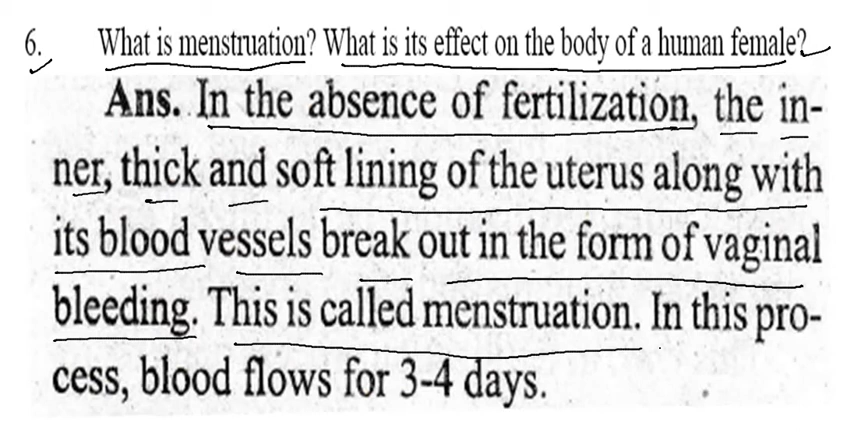 6. What is menstruation? What is its effect on the body of a human female?
Ans. In the absence of fertilization, the in-
ner, thick and soft lining of the uterus along with
its blood vessels break out in the form of vaginal
bleeding. This is called menstruation. In this pro-
cess, blood flows for 3-4 days.